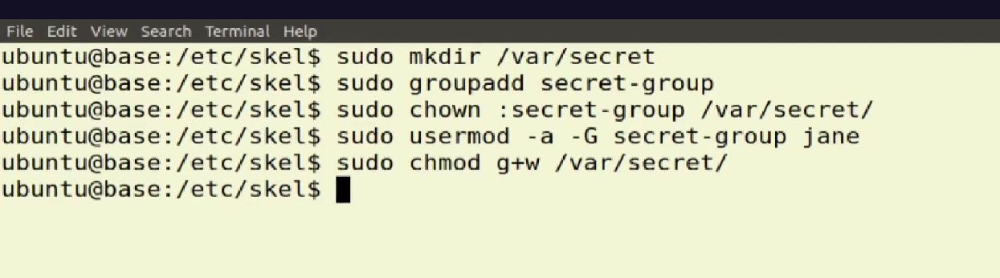 File Edit View Search Terminal Help
ubuntu@base:/etc/skel$ sudo mkdir /var/secret
ubuntu@base:/etc/skel$ sudo groupadd secret-group
ubuntu@base:/etc/skel$ sudo chown :secret-group /var/secret/
ubuntu@base:/etc/skel$ sudo usermod -a -G secret-group jane
ubuntu@base:/etc/skel$ sudo chmod g+w /var/secret/
ubuntu@base:/etc/skel$